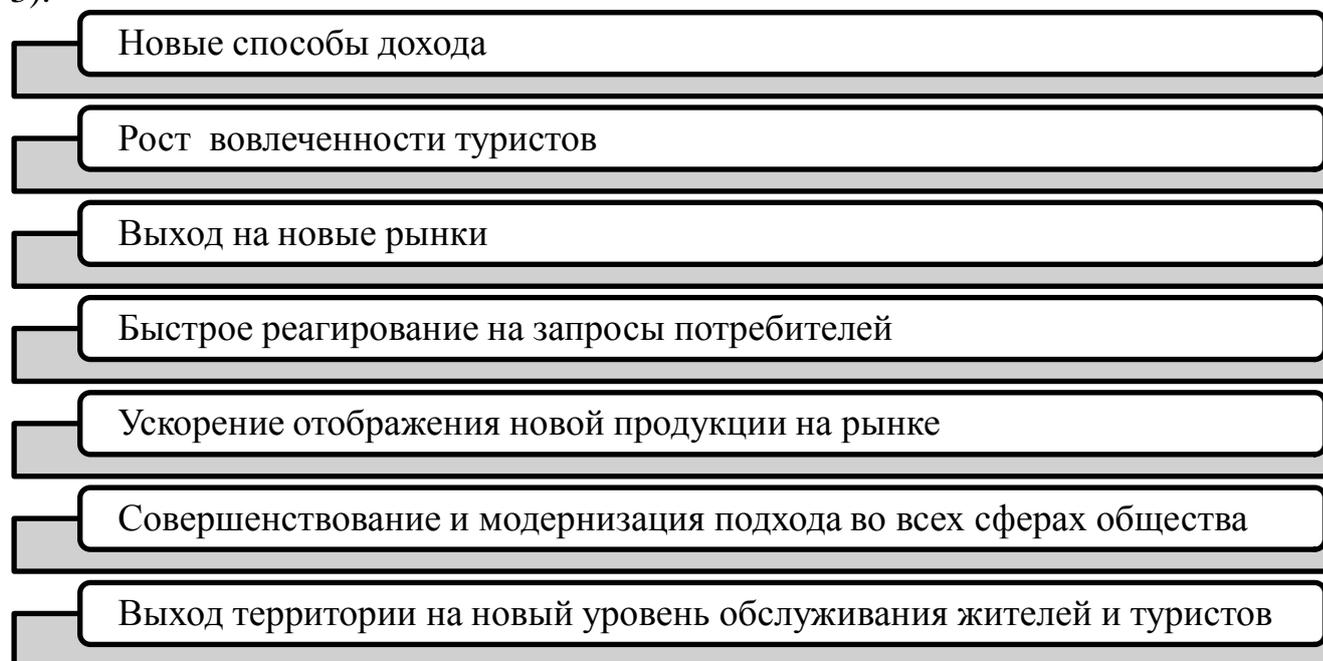 3).
Новые способы дохода
Рост вовлеченности туристов
Выход на новые рынки
Быстрое реагирование на запросы потребителей
Ускорение отображения новой продукции на рынке
Совершенствование и модернизация подхода во всех сферах общества
Выход территории на новый уровень обслуживания жителей и туристов